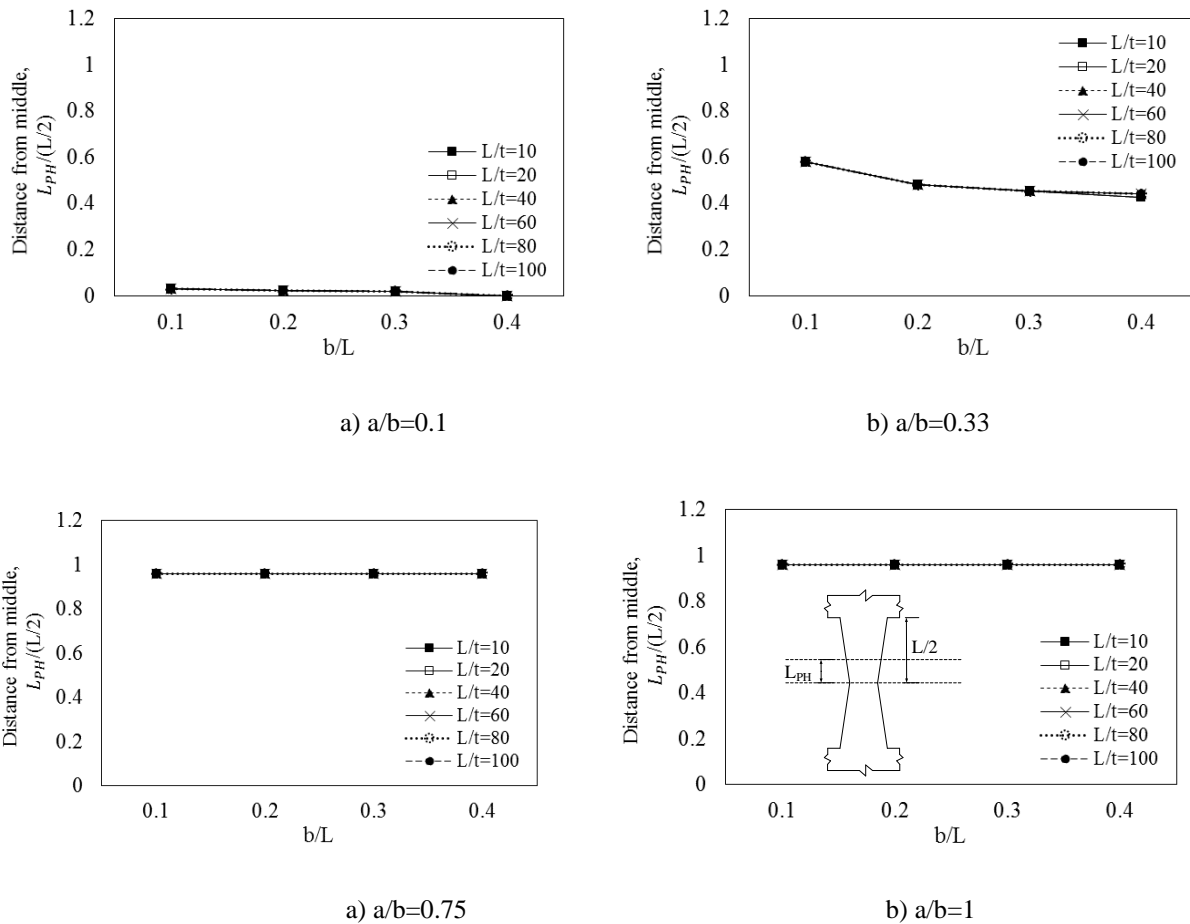 Distance from middle,
L_PH/(L/2)
1.2
1
0.8
0.6
0.4
0.2
0
0.1 0.2 0.3 0.4
b/L
L/t=10
L/t=20
L/t=40
L/t=60
L/t=80
L/t=100
a) a/b=0.1
Distance from middle,
L_PH/(L/2)
1.2
1
0.8
0.6
0.4
0.2
0
0.1 0.2 0.3 0.4
b/L
L/t=10
L/t=20
L/t=40
L/t=60
L/t=80
L/t=100
b) a/b=0.33
Distance from middle,
L_PH/(L/2)
1.2
1
0.8
0.6
0.4
0.2
0
0.1 0.2 0.3 0.4
b/L
L/t=10
L/t=20
L/t=40
L/t=60
L/t=80
L/t=100
a) a/b=0.75
Distance from middle,
L_PH/(L/2)
1.2
1
0.8
0.6
0.4
0.2
0
0.1 0.2 0.3 0.4
b/L
L/2
L_PH
L/t=10
L/t=20
L/t=40
L/t=60
L/t=80
L/t=100
b) a/b=1